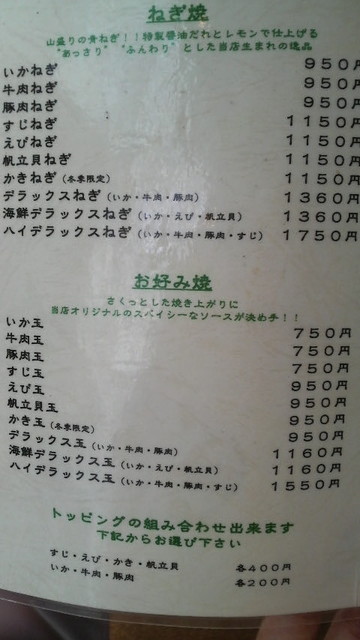 ねぎ焼
山盛りの青ねぎ！！特製醤油だれとレモンで仕上げる
"あっさり" "ふんわり"とした当店生まれの逸品
いかねぎ 950円
牛肉ねぎ 950円
豚肉ねぎ 950円
すじねぎ 1150円
えびねぎ 1150円
帆立貝ねぎ 1150円
かきねぎ（冬季限定） 1150円
デラックスねぎ（いか・牛肉・豚肉） 1360円
海鮮デラックスねぎ（いか・えび・帆立貝） 1360円
ハイデラックスねぎ（いか・牛肉・豚肉・すじ） 1750円
お好み焼
さくっとした焼き上がりに
当店オリジナルのスパイシーなソースが決め手！！
いか玉 750円
牛肉玉 750円
豚肉玉 750円
すじ玉 950円
えび玉 950円
帆立貝玉 950円
かき玉（冬季限定） 950円
デラックス玉（いか・牛肉・豚肉） 1160円
海鮮デラックス玉（いか・えび・帆立貝） 1160円
ハイデラックス玉（いか・牛肉・豚肉・すじ） 1550円
トッピングの組み合わせ出来ます
下記からお選び下さい
すじ・えび・かき・帆立貝 各400円
いか・牛肉・豚肉 各200円